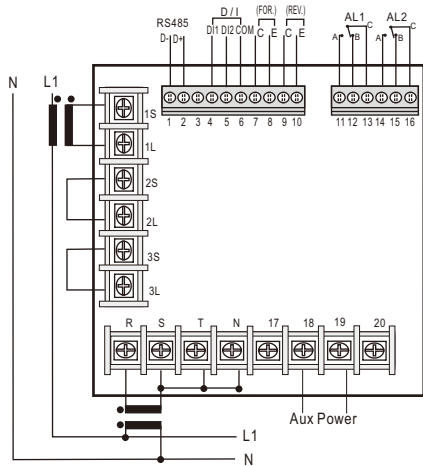 D / I (FOR.) (REV.) AL1 AL2
RS485
D- D+ DI1 DI2 COM C E C E A B C A B C
N L1
1 2 3 4 5 6 7 8 9 10 11 12 13 14 15 16
1S
1L
2S
2L
3S
3L
R S T N 17 18 19 20
Aux Power
L1
N